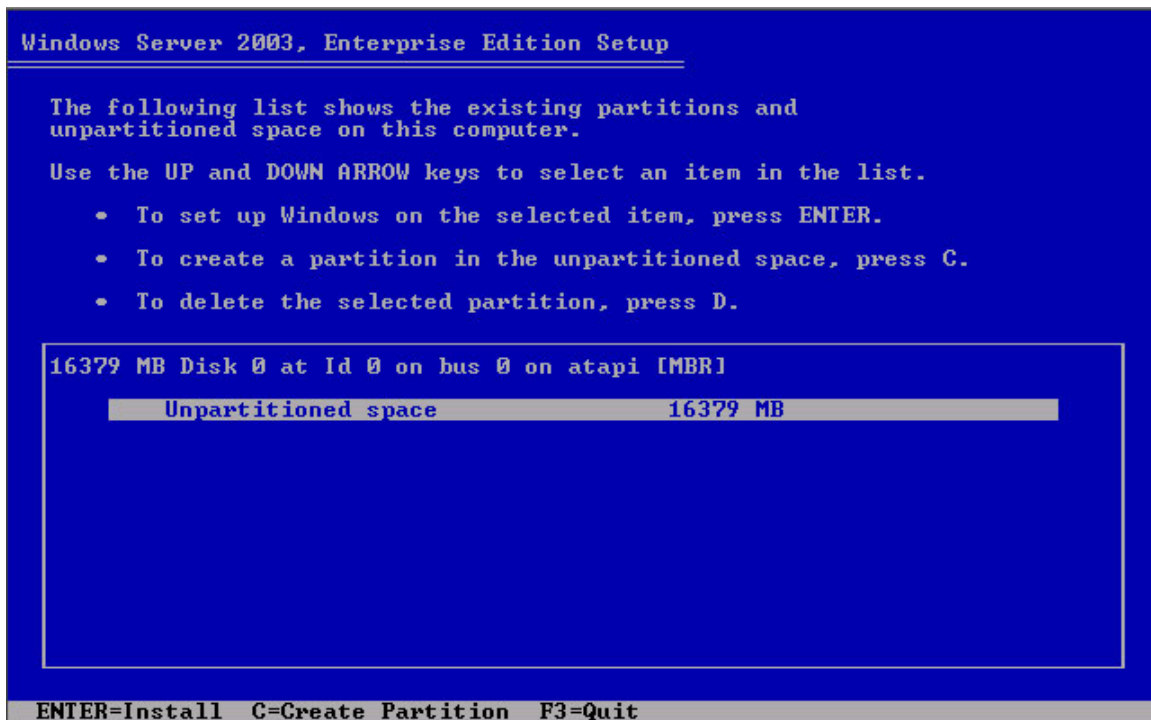 Windows Server 2003, Enterprise Edition Setup
The following list shows the existing partitions and
unpartitioned space on this computer.
Use the UP and DOWN ARROW keys to select an item in the list.
• To set up Windows on the selected item, press ENTER.
• To create a partition in the unpartitioned space, press C.
• To delete the selected partition, press D.
16379 MB Disk 0 at Id 0 on bus 0 on atapi [MBR]
Unpartitioned space 16379 MB
ENTER=Install C=Create Partition F3=Quit